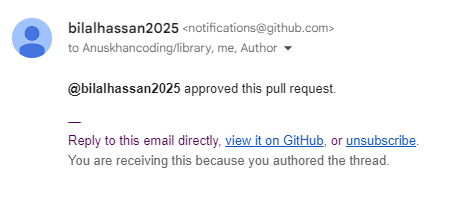 bilalhassan2025 <notifications@github.com>
to Anuskhancoding/library, me, Author
@bilalhassan2025 approved this pull request.
—
Reply to this email directly, view it on GitHub, or unsubscribe.
You are receiving this because you authored the thread.